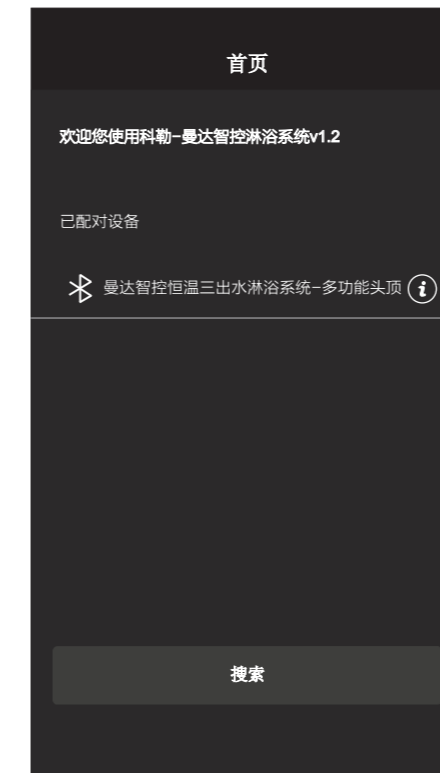 首页
欢迎您使用科勒-曼达智控淋浴系统v1.2
已配对设备
曼达智控恒温三出水淋浴系统-多功能头顶
搜索